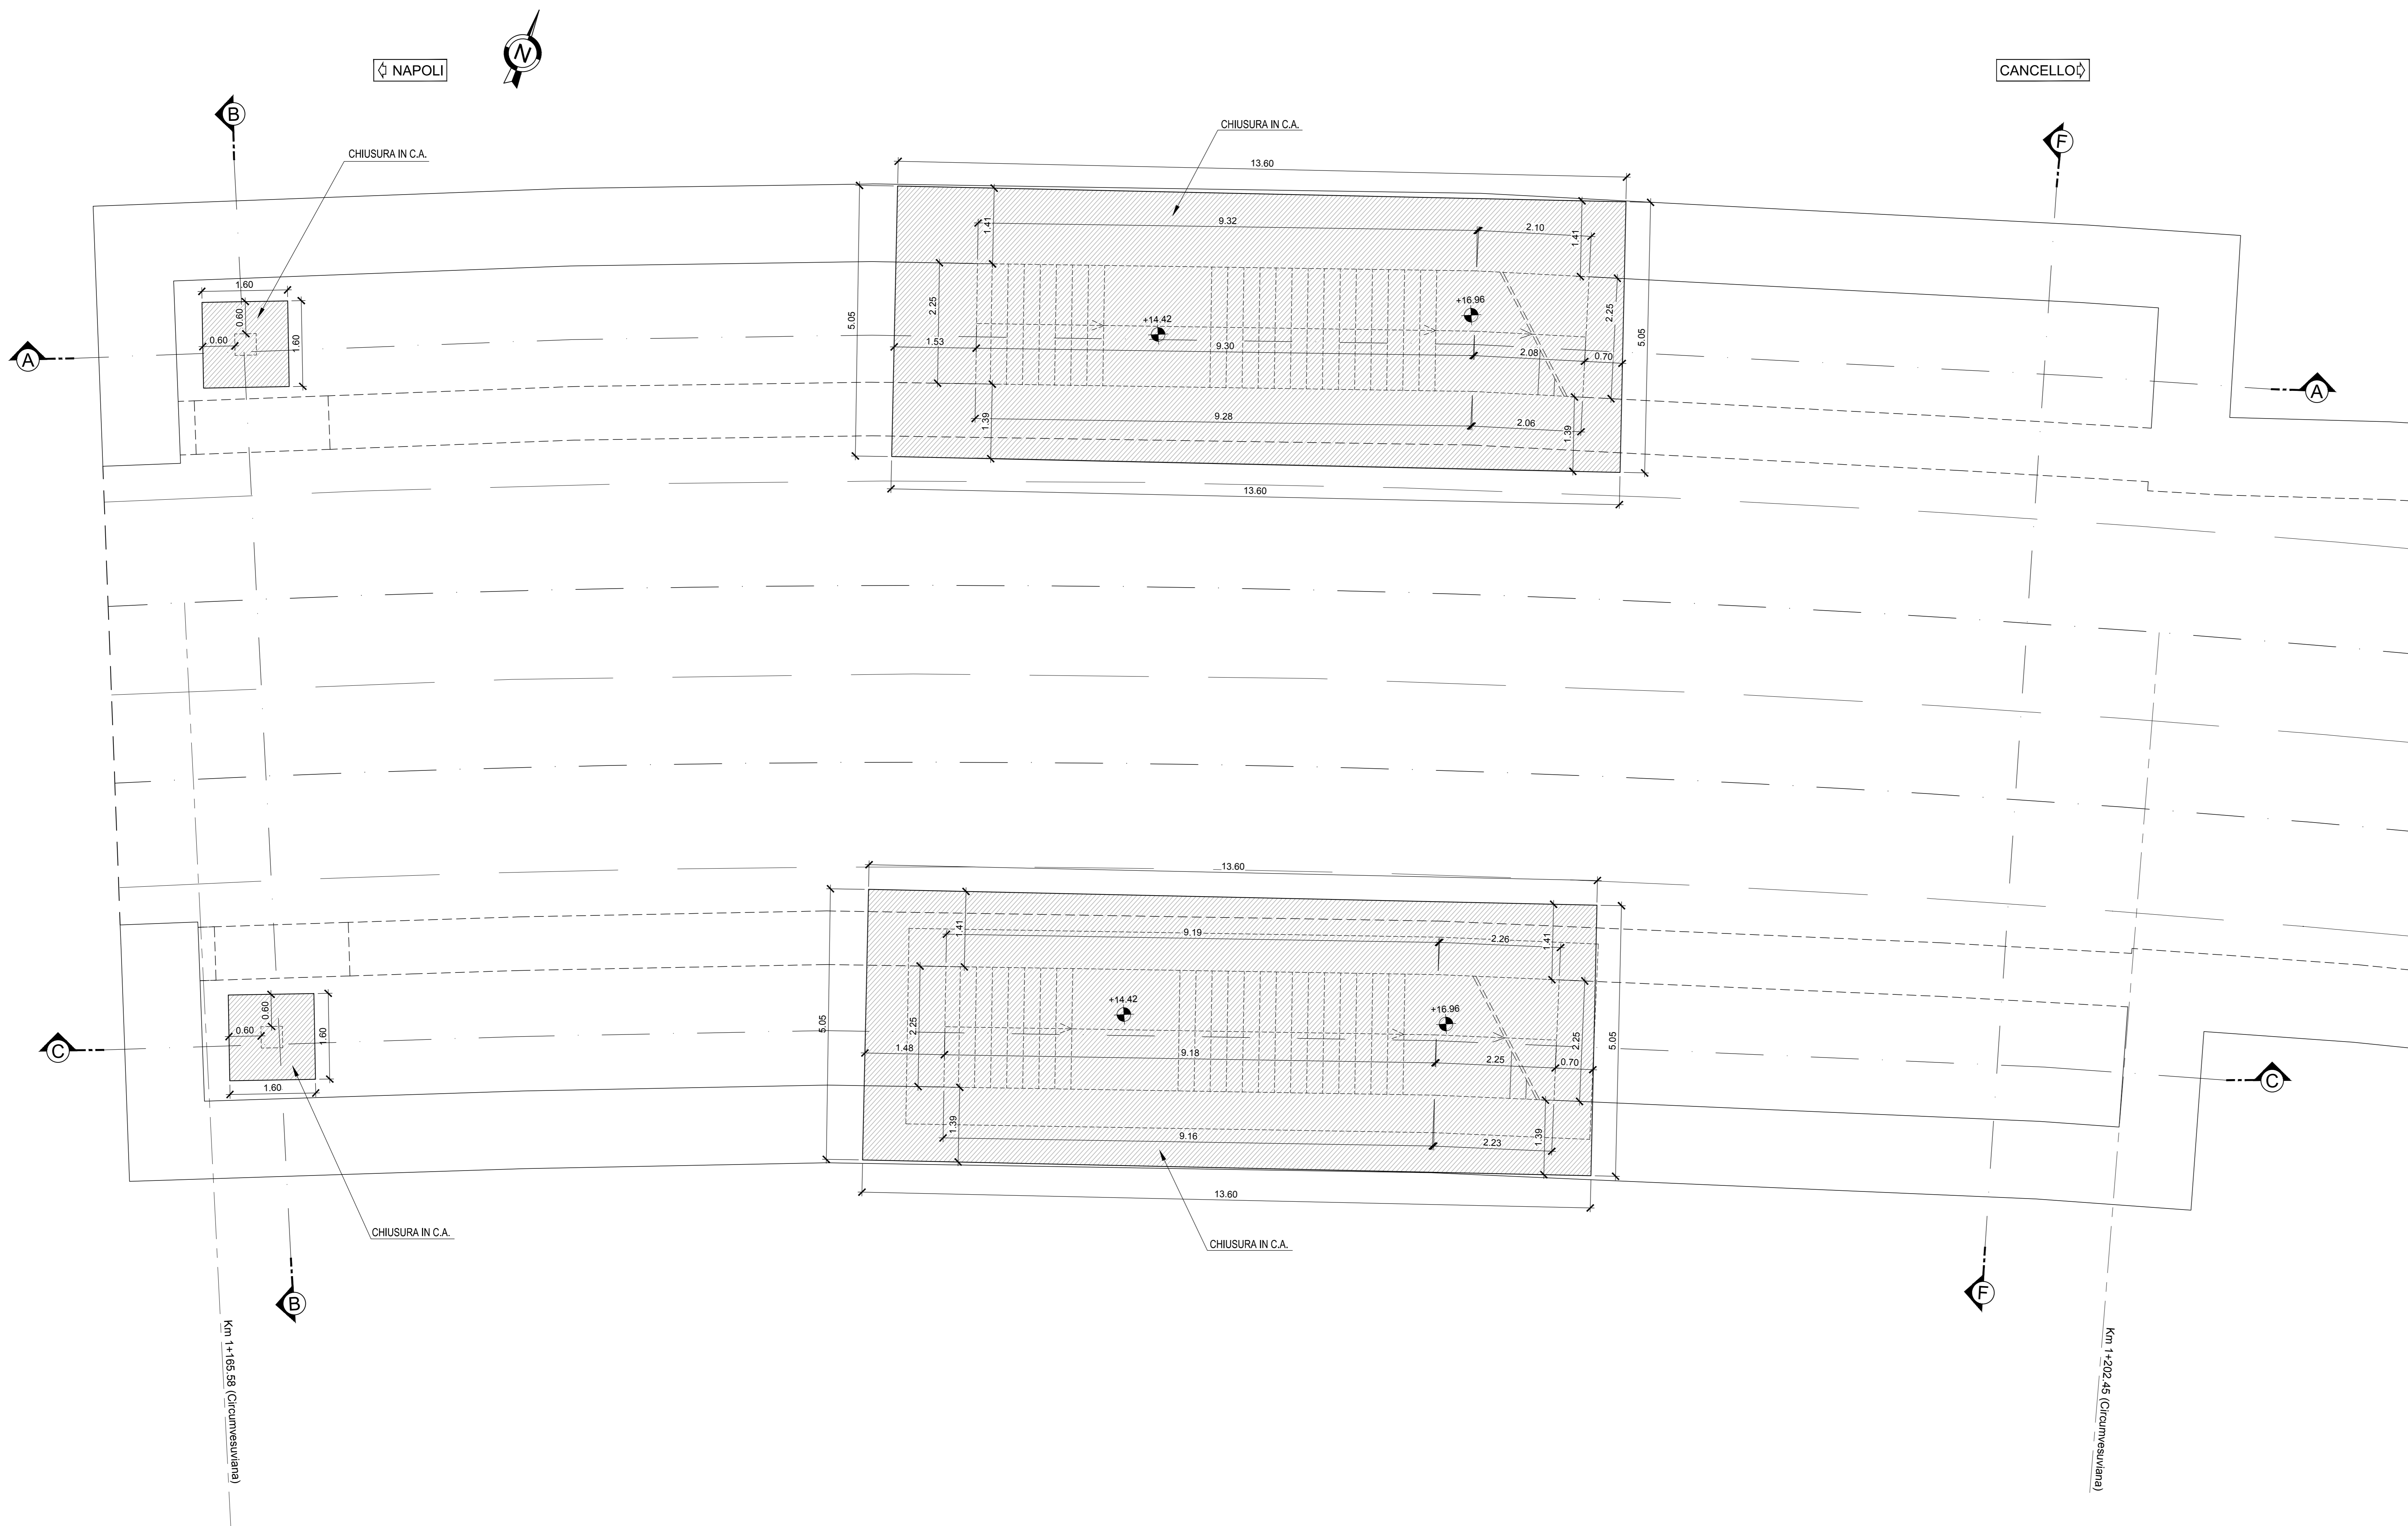 N
NAPOLI
CANCELLO
B
F
CHIUSURA IN C.A.
CHIUSURA IN C.A.
13.60
1.41
9.32
2.10
1.41
1.60
0.60
0.60
1.60
5.05
2.25
+14.42
+16.96
2.25
5.05
A
1.53
9.30
2.08
0.70
A
1.39
9.28
2.06
1.39
13.60
13.60
1.41
9.19
2.26
1.41
0.60
0.60
1.60
1.60
5.05
2.25
+14.42
+16.96
2.25
5.05
C
1.48
9.18
2.25
0.70
C
1.39
9.16
2.23
1.39
13.60
CHIUSURA IN C.A.
CHIUSURA IN C.A.
B
F
Km 1+165.58 (Circumvesuviana)
Km 1+202.45 (Circumvesuviana)